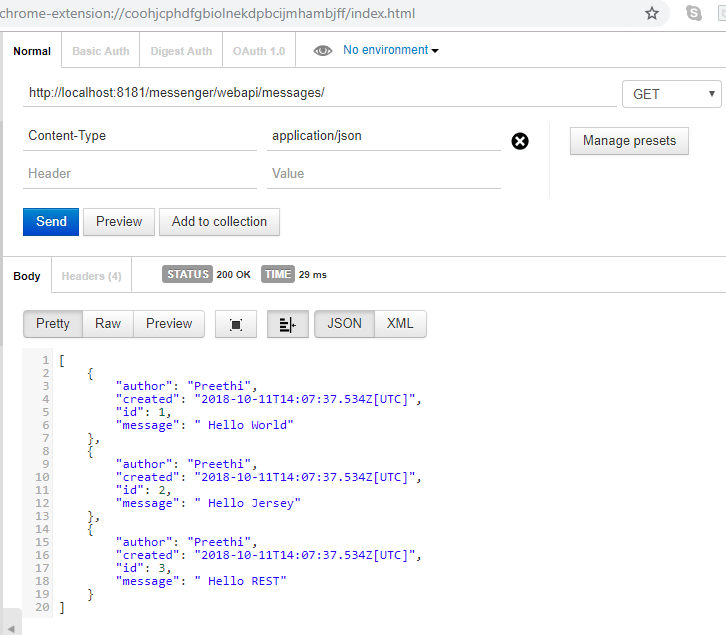 chrome-extension://coohjcphdfgbiolnekdpbcijmhambjff/index.html
Normal Basic Auth Digest Auth OAuth 1.0 No environment
http://localhost:8181/messenger/webapi/messages/ GET
Content-Type application/json Manage presets
Header Value
Send Preview Add to collection
Body Headers (4) STATUS 200 OK TIME 29 ms
Pretty Raw Preview JSON XML
1 [
2 {
3 "author": "Preethi",
4 "created": "2018-10-11T14:07:37.534Z[UTC]",
5 "id": 1,
6 "message": " Hello World"
7 },
8 {
9 "author": "Preethi",
10 "created": "2018-10-11T14:07:37.534Z[UTC]",
11 "id": 2,
12 "message": " Hello Jersey"
13 },
14 {
15 "author": "Preethi",
16 "created": "2018-10-11T14:07:37.534Z[UTC]",
17 "id": 3,
18 "message": " Hello REST"
19 }
20 ]